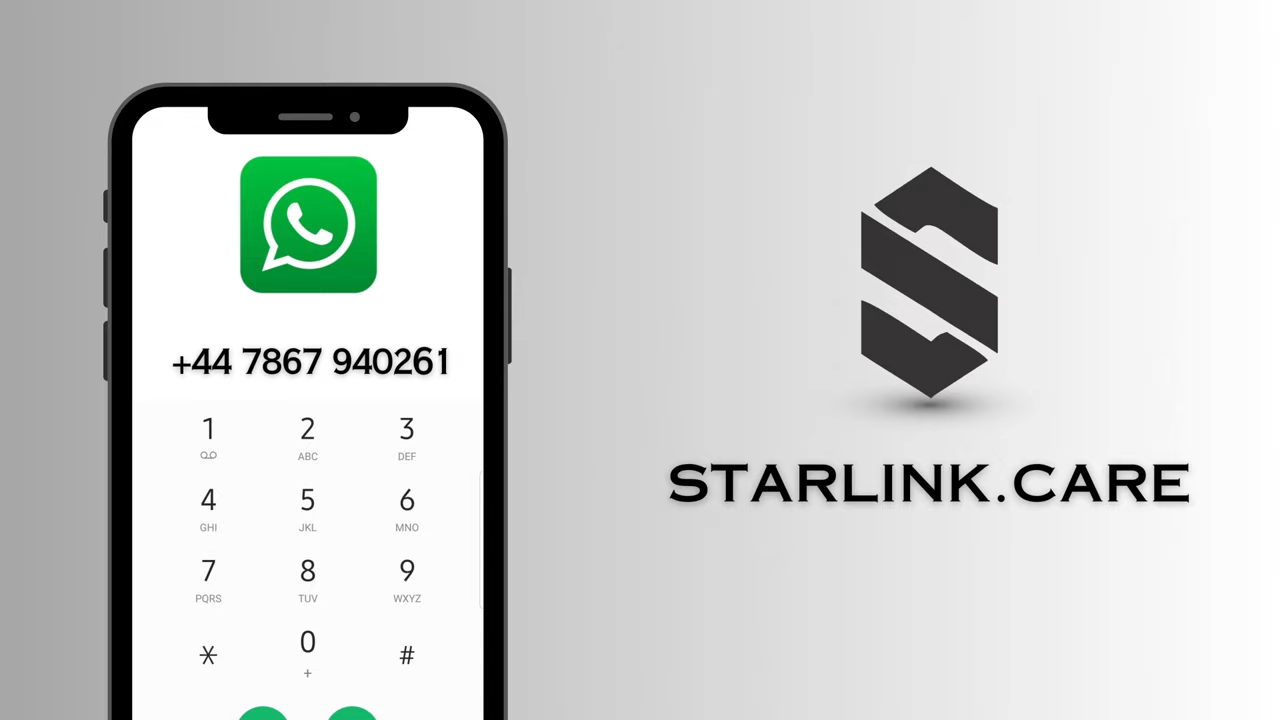 +44 7867 940261
1
2
ABC
3
DEF
4
GHI
5
JKL
6
MNO
7
PQRS
8
TUV
9
WXYZ
*
0
+
#
STARLINK.CARE